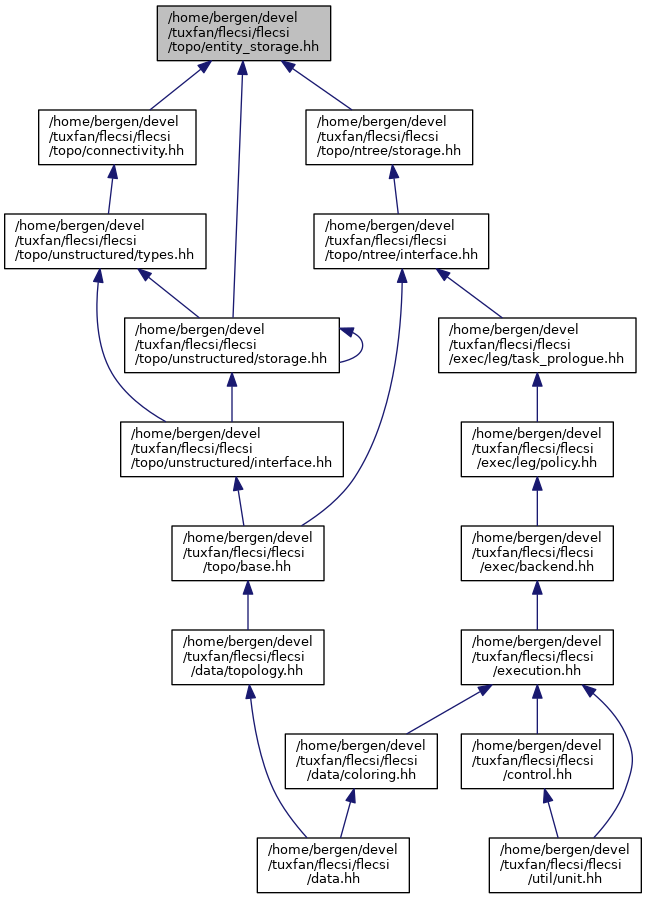 /home/bergen/devel
/tuxfan/flecsi/flecsi
/topo/entity_storage.hh
/home/bergen/devel
/tuxfan/flecsi/flecsi
/topo/connectivity.hh
/home/bergen/devel
/tuxfan/flecsi/flecsi
/topo/ntree/storage.hh
/home/bergen/devel
/tuxfan/flecsi/flecsi
/topo/unstructured/types.hh
/home/bergen/devel
/tuxfan/flecsi/flecsi
/topo/ntree/interface.hh
/home/bergen/devel
/tuxfan/flecsi/flecsi
/topo/unstructured/storage.hh
/home/bergen/devel
/tuxfan/flecsi/flecsi
/exec/leg/task_prologue.hh
/home/bergen/devel
/tuxfan/flecsi/flecsi
/topo/unstructured/interface.hh
/home/bergen/devel
/tuxfan/flecsi/flecsi
/exec/leg/policy.hh
/home/bergen/devel
/tuxfan/flecsi/flecsi
/topo/base.hh
/home/bergen/devel
/tuxfan/flecsi/flecsi
/exec/backend.hh
/home/bergen/devel
/tuxfan/flecsi/flecsi
/data/topology.hh
/home/bergen/devel
/tuxfan/flecsi/flecsi
/execution.hh
/home/bergen/devel
/tuxfan/flecsi/flecsi
/data/coloring.hh
/home/bergen/devel
/tuxfan/flecsi/flecsi
/control.hh
/home/bergen/devel
/tuxfan/flecsi/flecsi
/data.hh
/home/bergen/devel
/tuxfan/flecsi/flecsi
/util/unit.hh